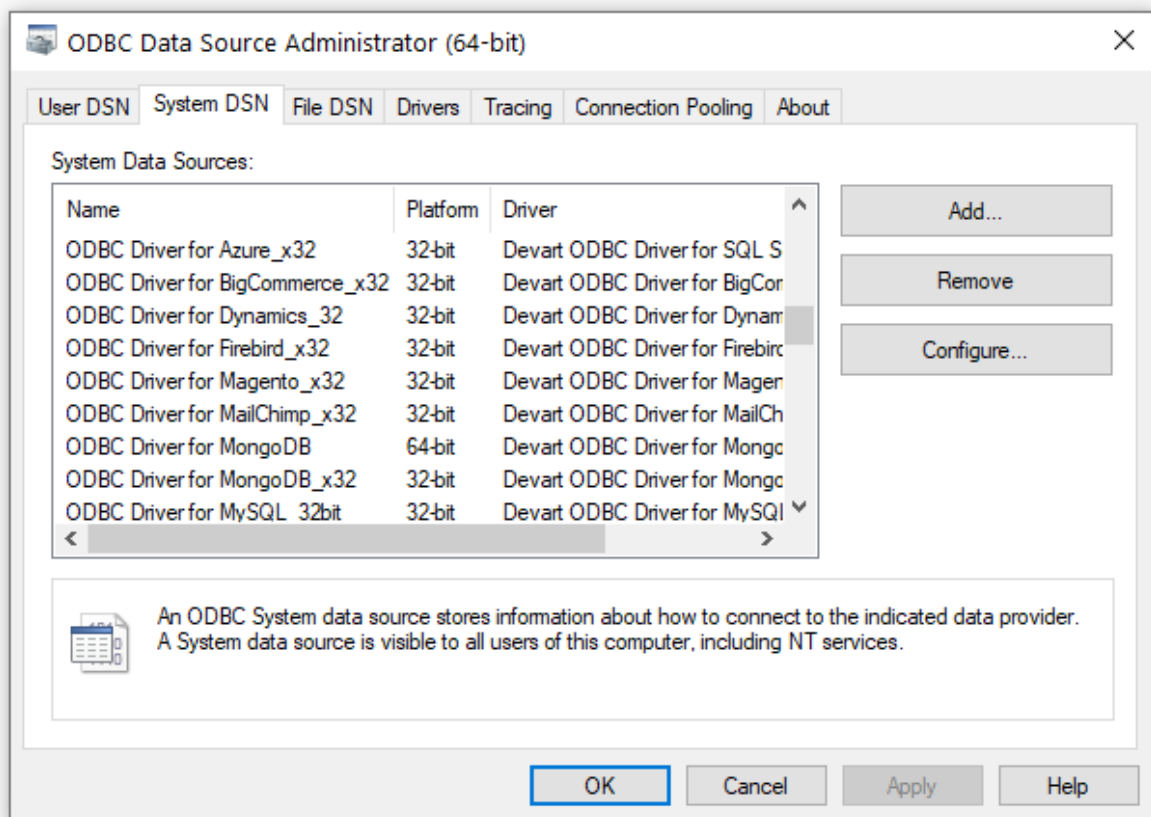 ODBC Data Source Administrator (64-bit)
User DSN System DSN File DSN Drivers Tracing Connection Pooling About
System Data Sources:
Name Platform Driver
ODBC Driver for Azure_x32 32-bit Devart ODBC Driver for SQL S
ODBC Driver for BigCommerce_x32 32-bit Devart ODBC Driver for BigCor
ODBC Driver for Dynamics_32 32-bit Devart ODBC Driver for Dynam
ODBC Driver for Firebird_x32 32-bit Devart ODBC Driver for Firebirc
ODBC Driver for Magento_x32 32-bit Devart ODBC Driver for Magen
ODBC Driver for MailChimp_x32 32-bit Devart ODBC Driver for MailCh
ODBC Driver for MongoDB 64-bit Devart ODBC Driver for Mongo
ODBC Driver for MongoDB_x32 32-bit Devart ODBC Driver for Mongo
ODBC Driver for MySQL_32bit 32-bit Devart ODBC Driver for MySQl
Add...
Remove
Configure...
An ODBC System data source stores information about how to connect to the indicated data provider.
A System data source is visible to all users of this computer, including NT services.
OK Cancel Apply Help